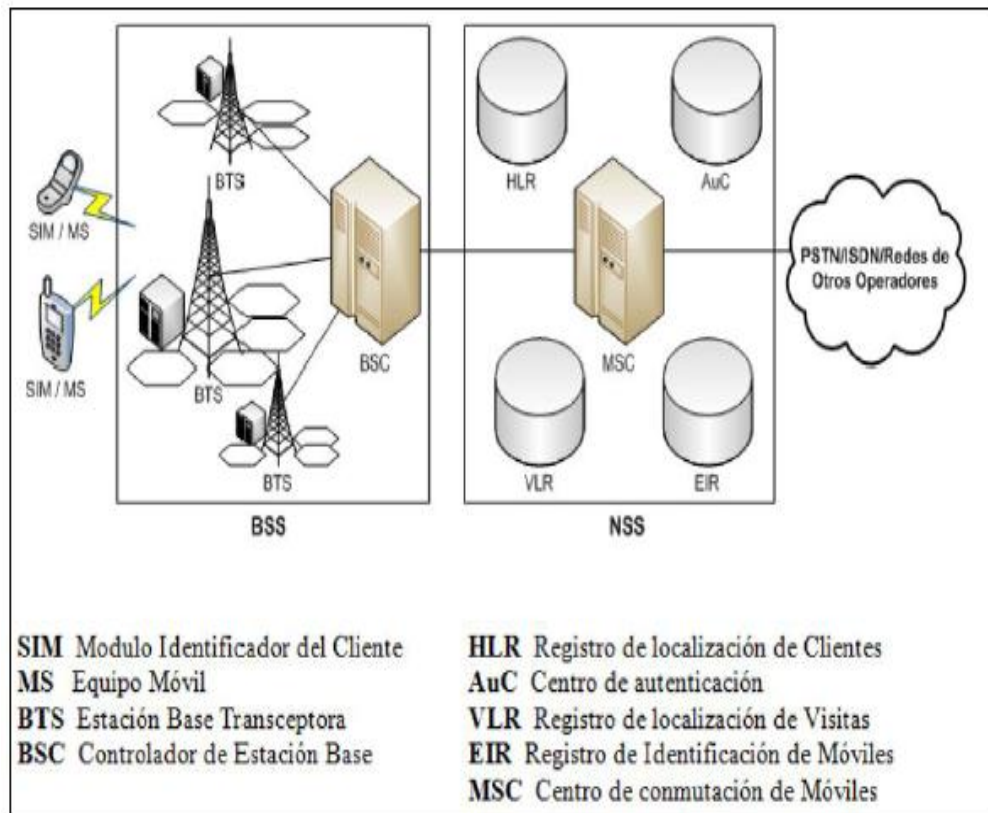 BTS
HLR
AuC
SIM / MS
BTS
BSC
MSC
PSTN/ISDN/Redes de
Otros Operadores
SIM / MS
BTS
VLR
EIR
BSS
NSS
SIM Modulo Identificador del Cliente
MS Equipo Móvil
BTS Estación Base Transceptora
BSC Controlador de Estación Base
HLR Registro de localización de Clientes
AuC Centro de autenticación
VLR Registro de localización de Visitas
EIR Registro de Identificación de Móviles
MSC Centro de conmutación de Móviles